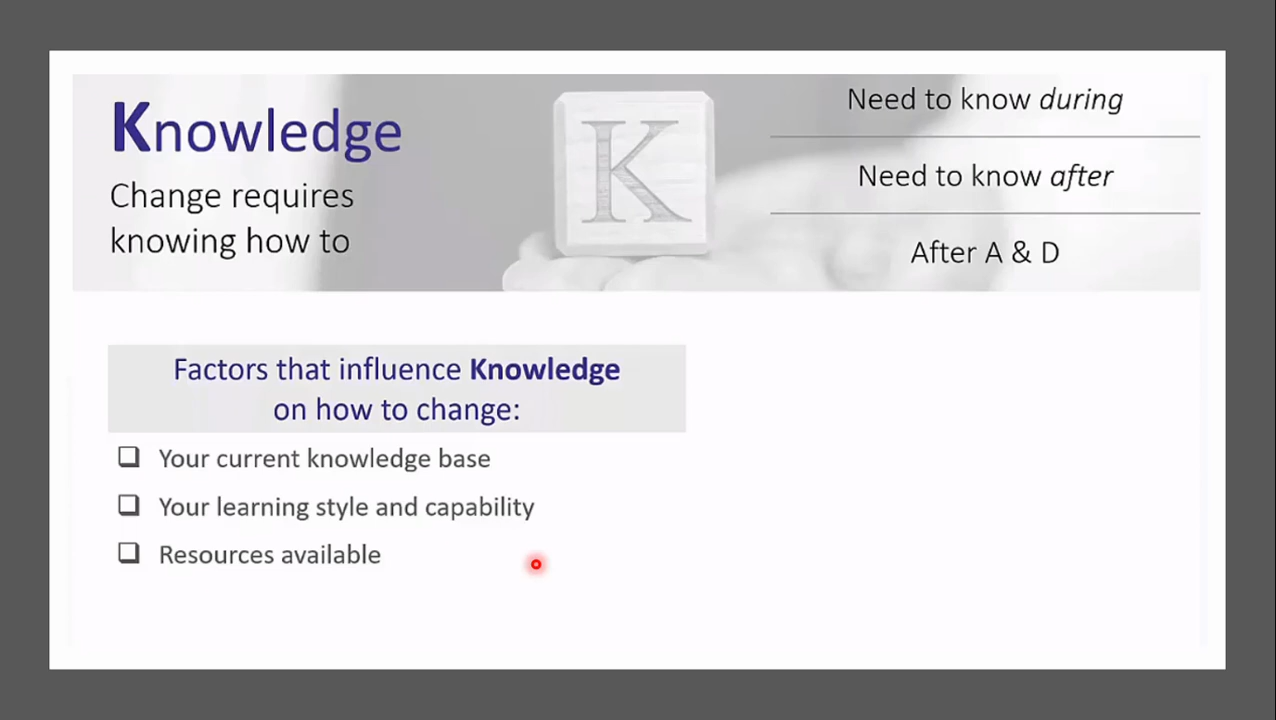 Knowledge
Change requires
knowing how to
K
Need to know during
Need to know after
After A & D
Factors that influence Knowledge
on how to change:
Your current knowledge base
Your learning style and capability
Resources available